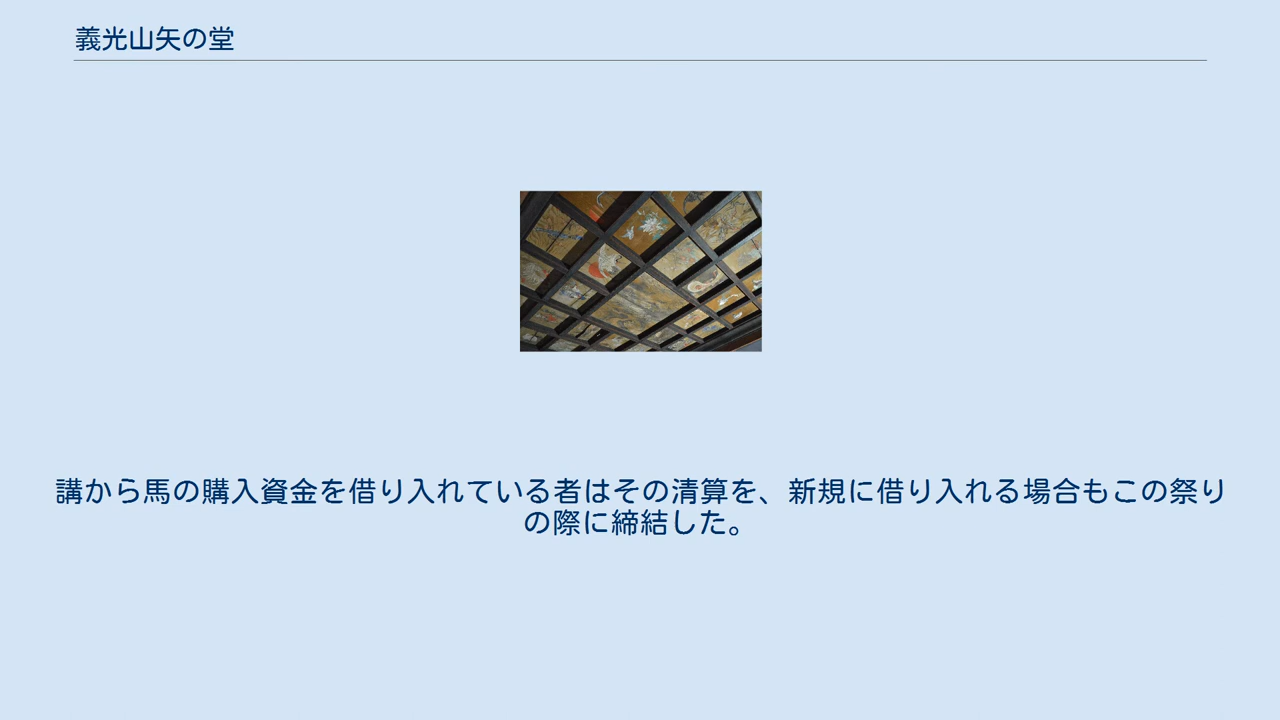 義光山矢の堂
講から馬の購入資金を借り入れている者はその清算を、新規に借り入れる場合もこの祭り
の際に締結した。